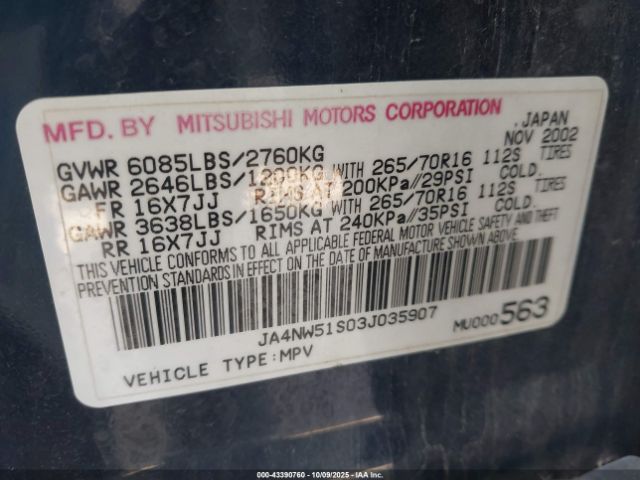 MFD. BY MITSUBISHI MOTORS CORPORATION
JAPAN
NOV 2002
GVWR 6085LBS/2760KG
GAWR 2646LBS/1200KG WITH 265/70R16 112S TIRES
FR 16X7JJ RIMS AT 200KPa//29PSI COLD.
GAWR 3638LBS/1650KG WITH 265/70R16 112S TIRES
RR 16X7JJ RIMS AT 240KPa//35PSI COLD.
THIS VEHICLE CONFORMS TO ALL APPLICABLE FEDERAL MOTOR VEHICLE SAFETY AND THEFT
PREVENTION STANDARDS IN EFFECT ON THE DATE OF MANUFACTURE SHOWN ABOVE.
JA4NW51S03J035907
MU000563
VEHICLE TYPE:MPV
000-43390760 - 10/09/2025 - IAAI.COM